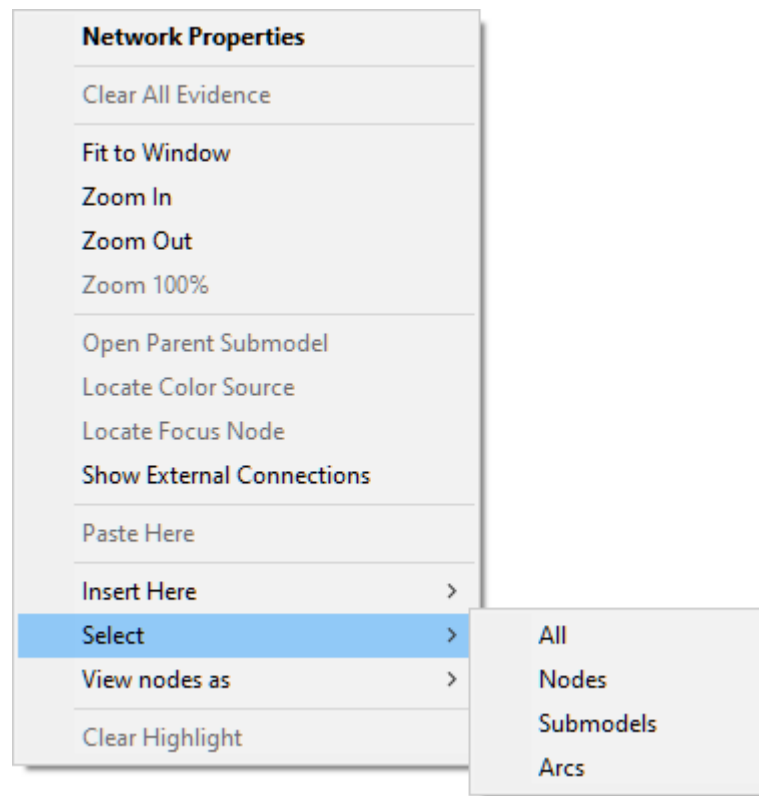 Network Properties
Clear All Evidence
Fit to Window
Zoom In
Zoom Out
Zoom 100%
Open Parent Submodel
Locate Color Source
Locate Focus Node
Show External Connections
Paste Here
Insert Here
Select
View nodes as
Clear Highlight
All
Nodes
Submodels
Arcs